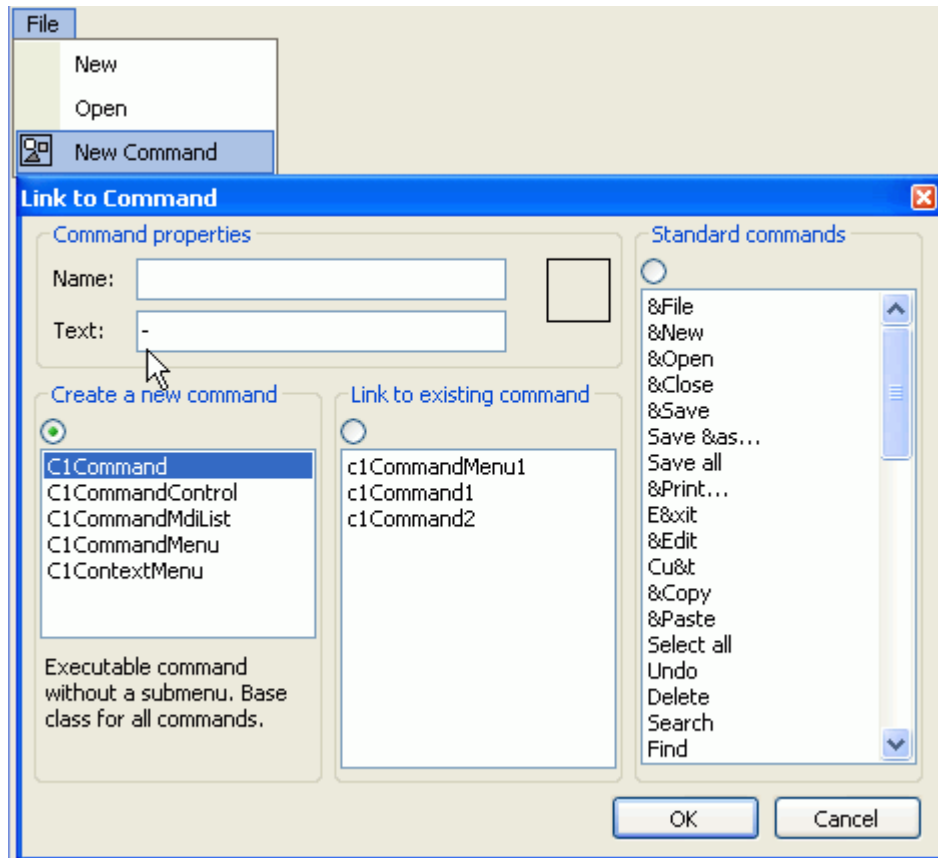 File
New
Open
New Command
Link to Command
Command properties
Name:
Text: -
Create a new command
C1Command
C1CommandControl
C1CommandMdiList
C1CommandMenu
C1ContextMenu
Executable command
without a submenu. Base
class for all commands.
Link to existing command
c1CommandMenu1
c1Command1
c1Command2
Standard commands
&File
&New
&Open
&Close
&Save
Save &as...
Save all
&Print...
E&xit
&Edit
Cu&t
&Copy
&Paste
Select all
Undo
Delete
Search
Find
OK
Cancel